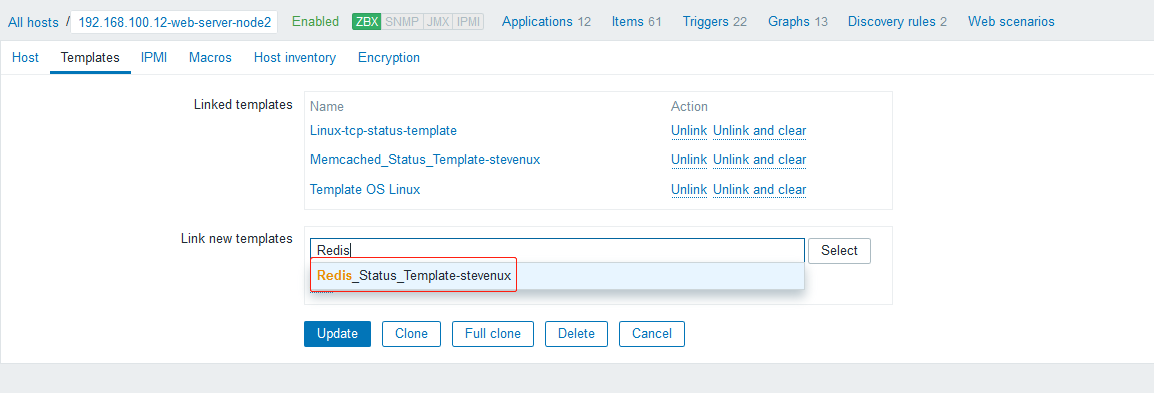 All hosts / 192.168.100.12-web-server-node2 Enabled ZBX SNMP JMX IPMI Applications 12 Items 61 Triggers 22 Graphs 13 Discovery rules 2 Web scenarios
Host Templates IPMI Macros Host inventory Encryption
Linked templates Name Action
Linux-tcp-status-template Unlink Unlink and clear
Memcached_Status_Template-stevenux Unlink Unlink and clear
Template OS Linux Unlink Unlink and clear
Link new templates Redis Select
Redis_Status_Template-stevenux
Update Clone Full clone Delete Cancel